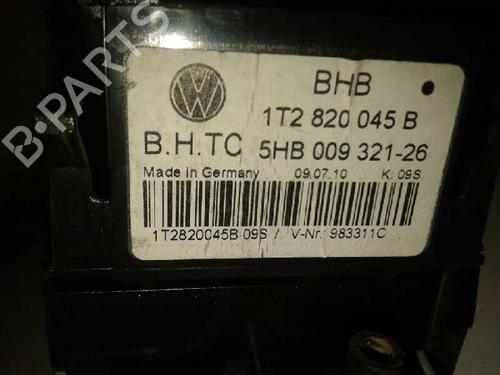 B-PARTS
BHB
1T2 820 045 B
B.H.TC 5HB 009 321-26
Made in Germany 09.07.10 K: 09S
1T2820045B 09S / V-Nr: 983311C